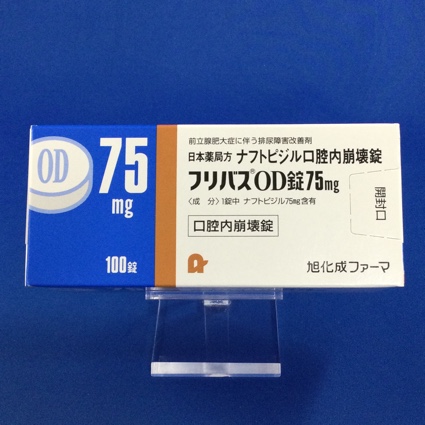 OD
75
mg
100錠
前立腺肥大症に伴う排尿障害改善剤
日本薬局方 ナフトピジル口腔内崩壊錠
フリバス®OD錠75mg
〈成 分〉1錠中 ナフトピジル75mg含有
口腔内崩壊錠
旭化成ファーマ
開封口